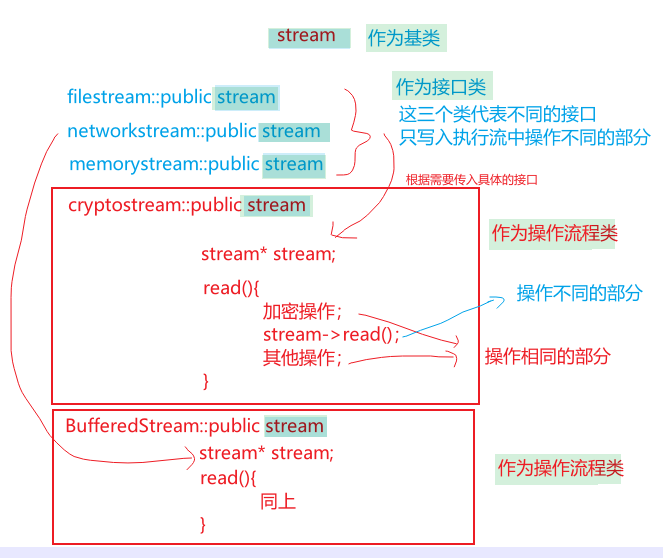 stream 作为基类
作为接口类
filestream::public stream
这三个类代表不同的接口
networkstream::public stream
只写入执行流中操作不同的部分
memorystream::public stream
根据需要传入具体的接口
cryptostream::public stream
作为操作流程类
stream* stream;
read(){
操作不同的部分
加密操作;
stream->read();
其他操作;
操作相同的部分
}
BufferedStream::public stream
stream* stream;
作为操作流程类
read(){
同上
}